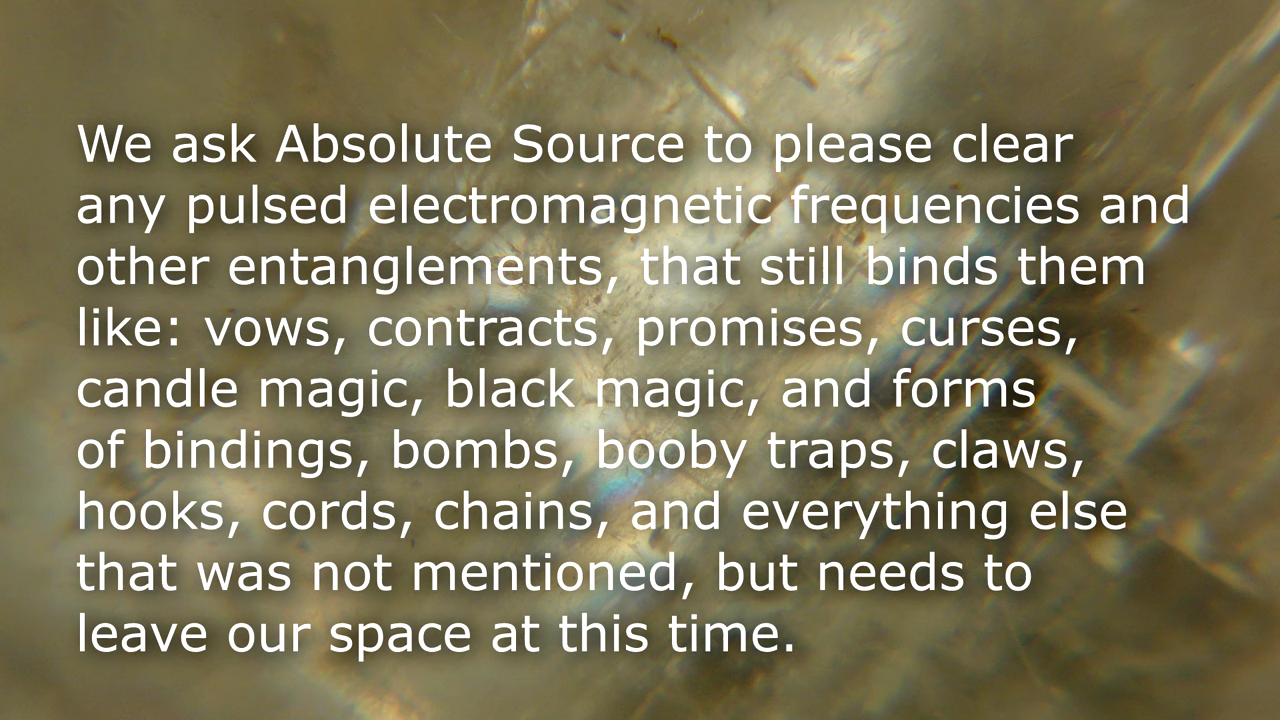 We ask Absolute Source to please clear
any pulsed electromagnetic frequencies and
other entanglements, that still binds them
like: vows, contracts, promises, curses,
candle magic, black magic, and forms
of bindings, bombs, booby traps, claws,
hooks, cords, chains, and everything else
that was not mentioned, but needs to
leave our space at this time.